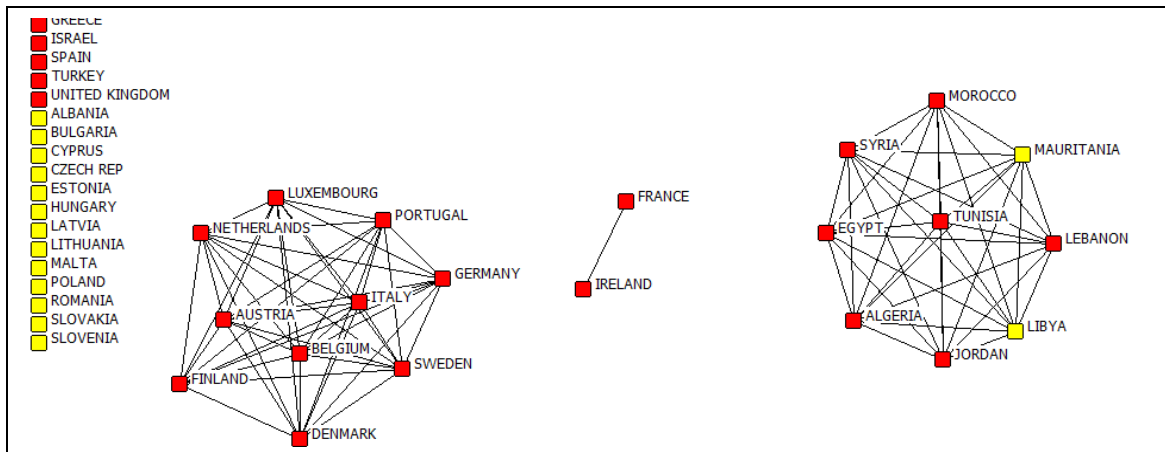 GREECE
ISRAEL
SPAIN
TURKEY
UNITED KINGDOM
ALBANIA
BULGARIA
CYPRUS
CZECH REP
ESTONIA
HUNGARY
LATVIA
LITHUANIA
MALTA
POLAND
ROMANIA
SLOVAKIA
SLOVENIA
LUXEMBOURG
PORTUGAL
NETHERLANDS
GERMANY
ITALY
AUSTRIA
BELGIUM
SWEDEN
FINLAND
DENMARK
FRANCE
IRELAND
MOROCCO
SYRIA
MAURITANIA
TUNISIA
EGYPT
LEBANON
ALGERIA
LIBYA
JORDAN